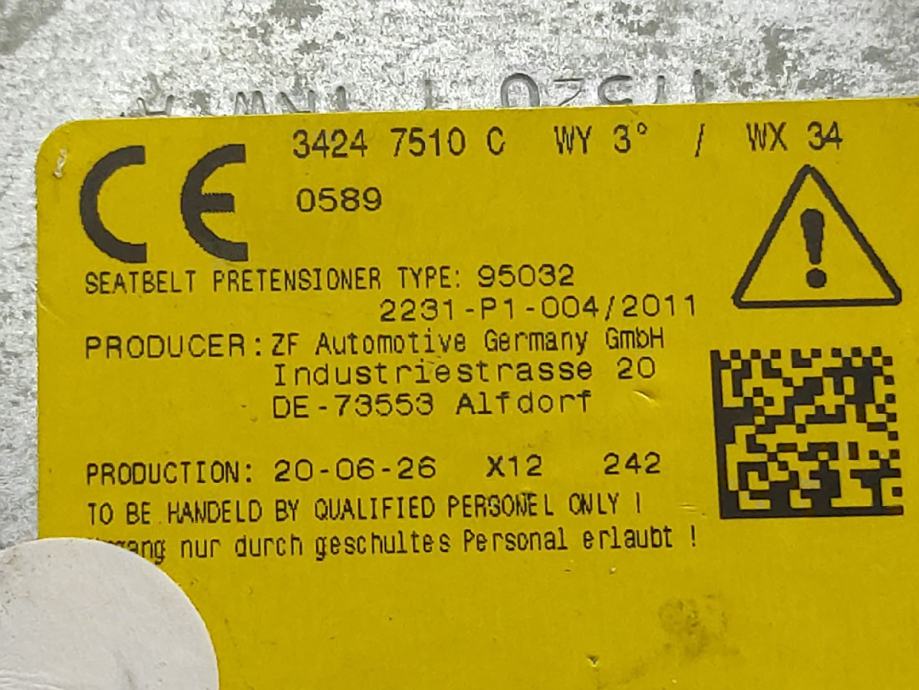 3424 7510 C WY 3° / WX 34
CE 0589
SEATBELT PRETENSIONER TYPE: 95032
2231-P1-004/2011
PRODUCER: ZF Automotive Germany GmbH
Industriestrasse 20
DE-73553 Alfdorf
PRODUCTION: 20-06-26 X12 242
TO BE HANDELD BY QUALIFIED PERSONEL ONLY !
nur durch geschultes Personal erlaubt !